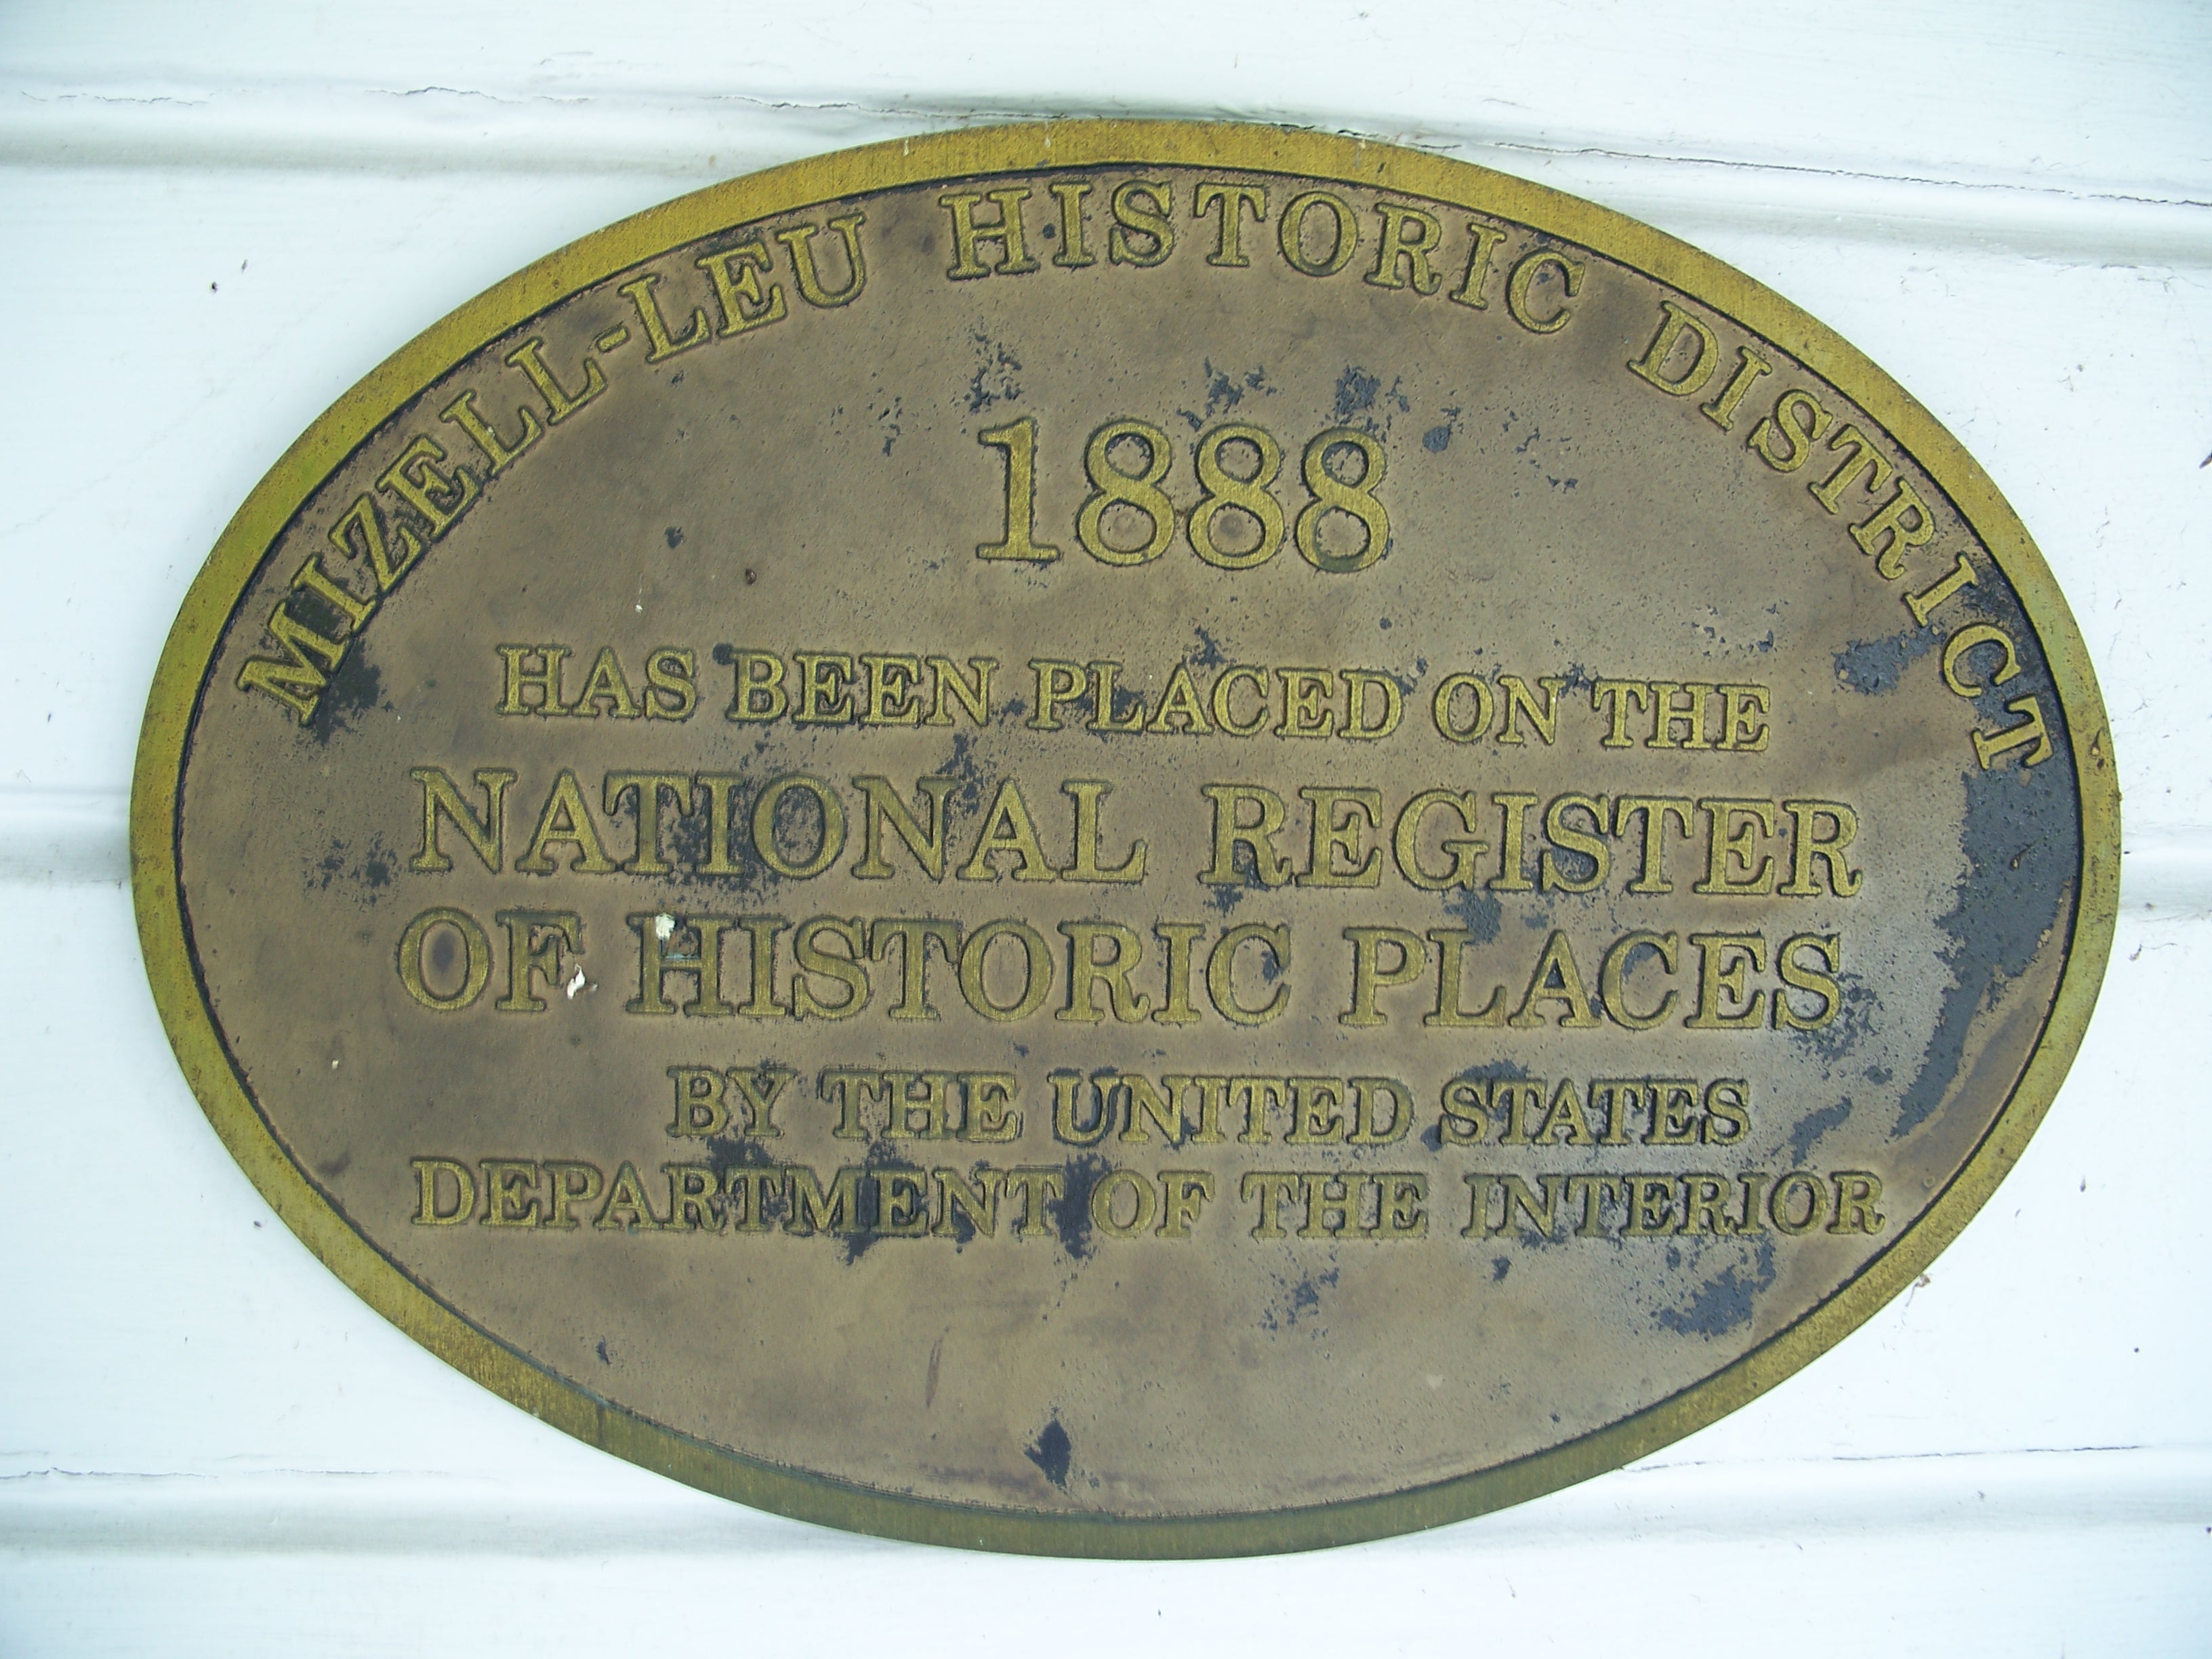 MIZELL-LEU HISTORIC DISTRICT
1888
HAS BEEN PLACED ON THE
NATIONAL REGISTER
OF HISTORIC PLACES
BY THE UNITED STATES
DEPARTMENT OF THE INTERIOR